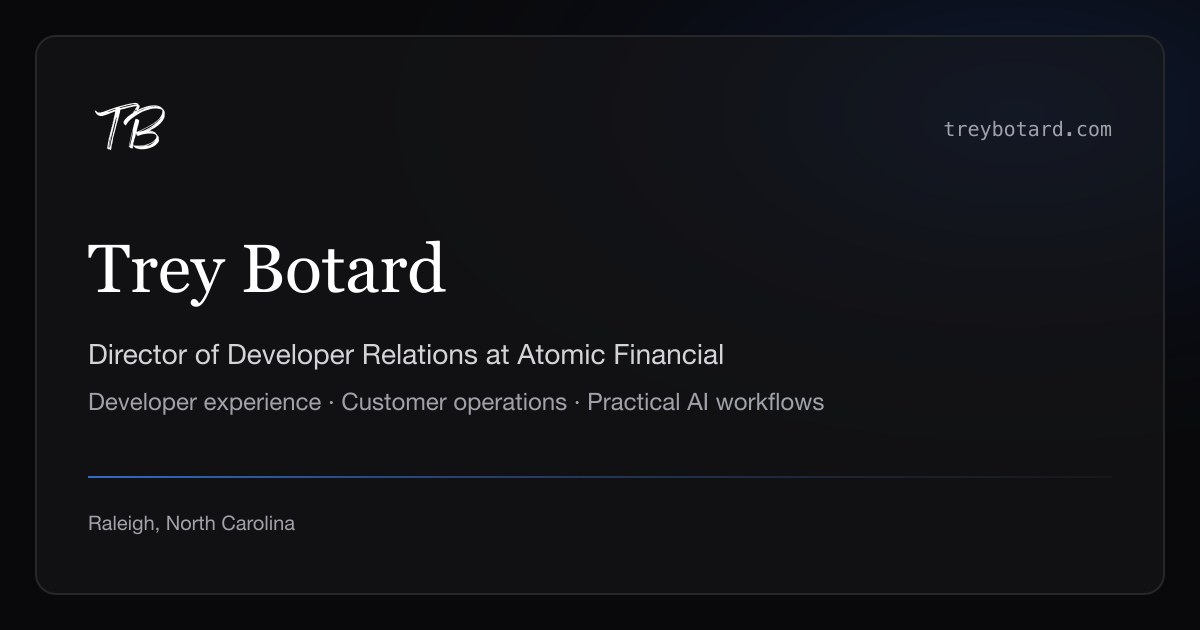 TB
treybotard.com
Trey Botard
Director of Developer Relations at Atomic Financial
Developer experience · Customer operations · Practical AI workflows
Raleigh, North Carolina